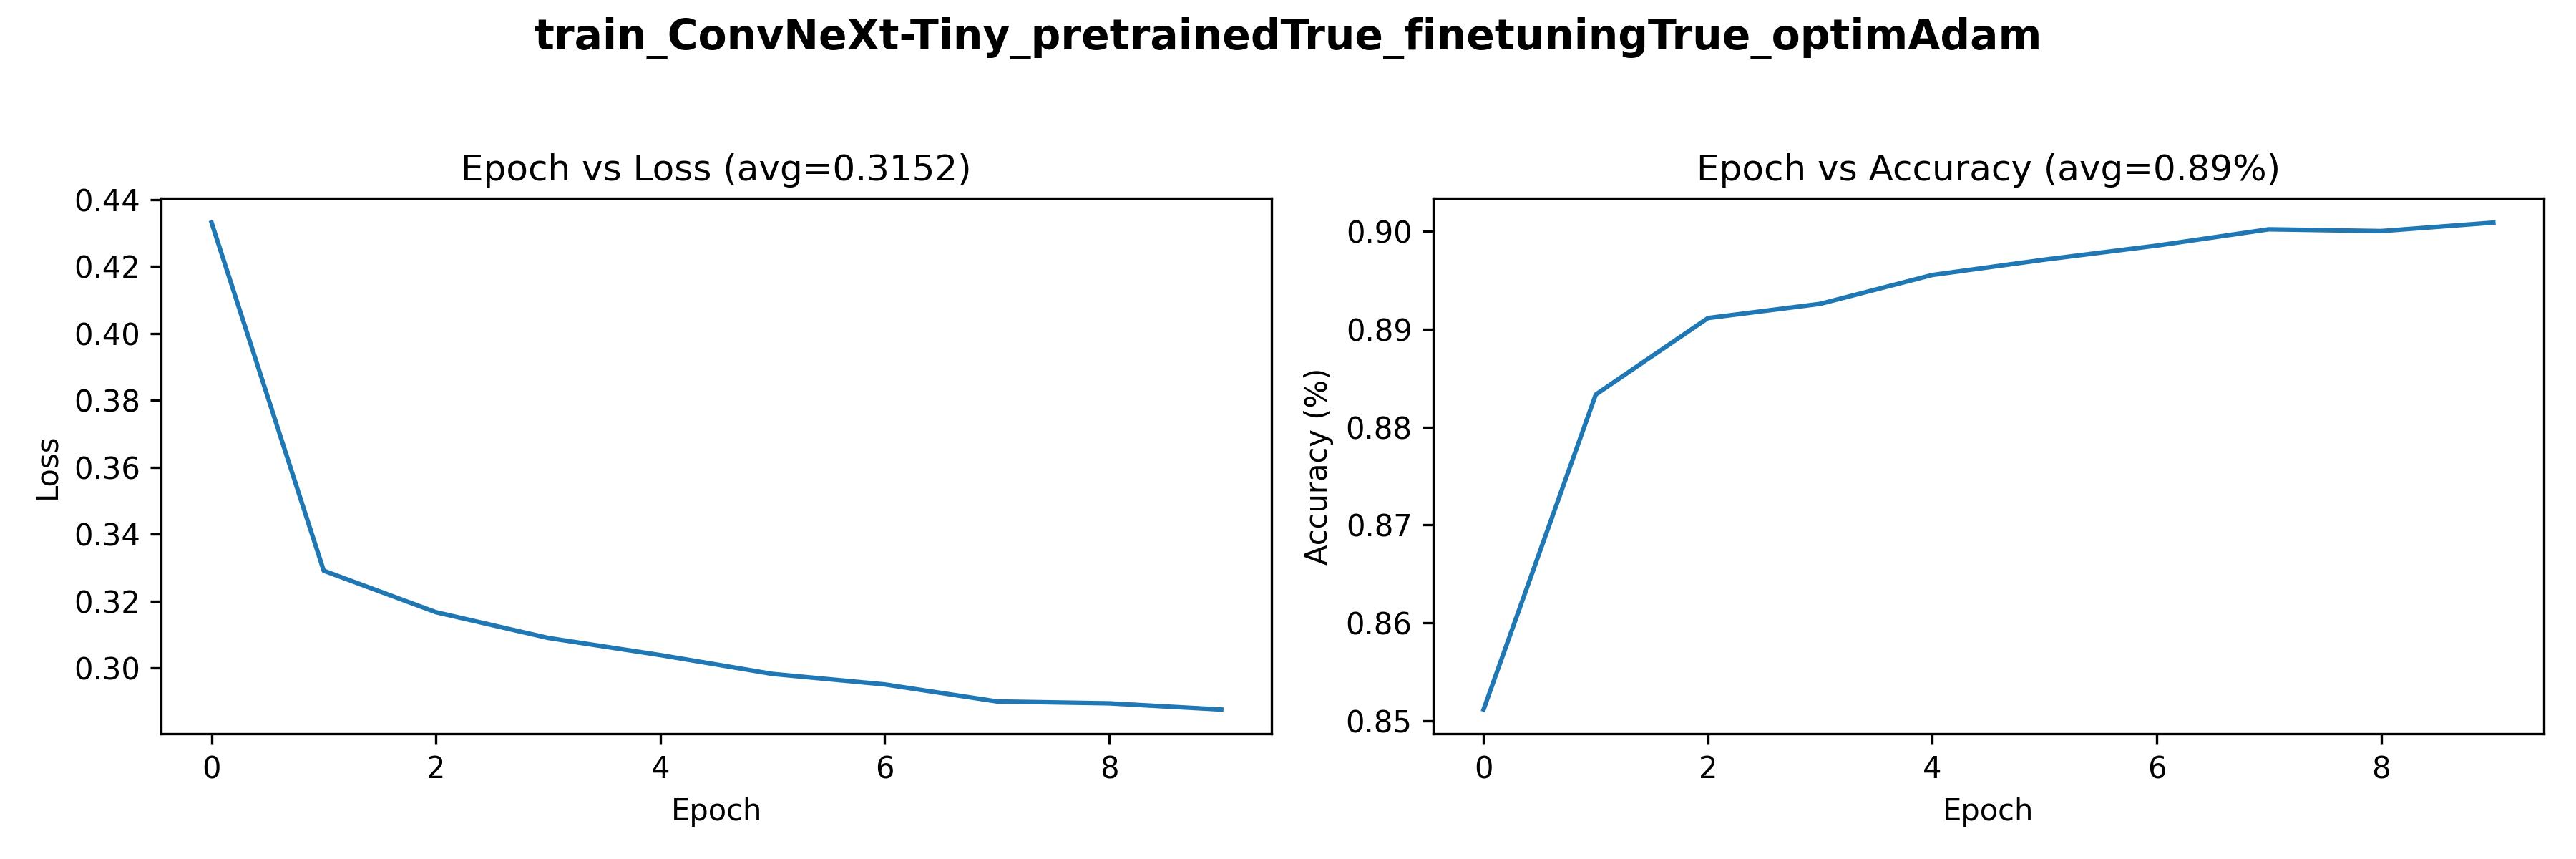 train_ConvNeXt-Tiny_pretrainedTrue_finetuningTrue_optimAdam
Epoch vs Loss (avg=0.3152)
0.44
0.42
0.40
0.38
0.36
0.34
0.32
0.30
Loss
0 2 4 6 8
Epoch
Epoch vs Accuracy (avg=0.89%)
0.90
0.89
0.88
0.87
0.86
0.85
Accuracy (%)
0 2 4 6 8
Epoch